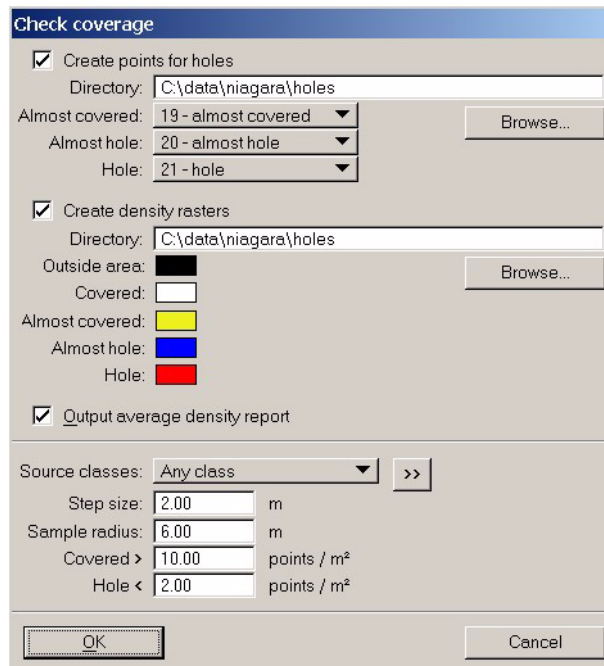 Check coverage
Create points for holes
Directory: C:\data\niagara\holes
Almost covered: 19 - almost covered
Browse...
Almost hole: 20 - almost hole
Hole: 21 - hole
Create density rasters
Directory: C:\data\niagara\holes
Outside area:
Browse...
Covered:
Almost covered:
Almost hole:
Hole:
Output average density report
Source classes: Any class >>
Step size: 2.00 m
Sample radius: 6.00 m
Covered > 10.00 points / m²
Hole < 2.00 points / m²
OK Cancel